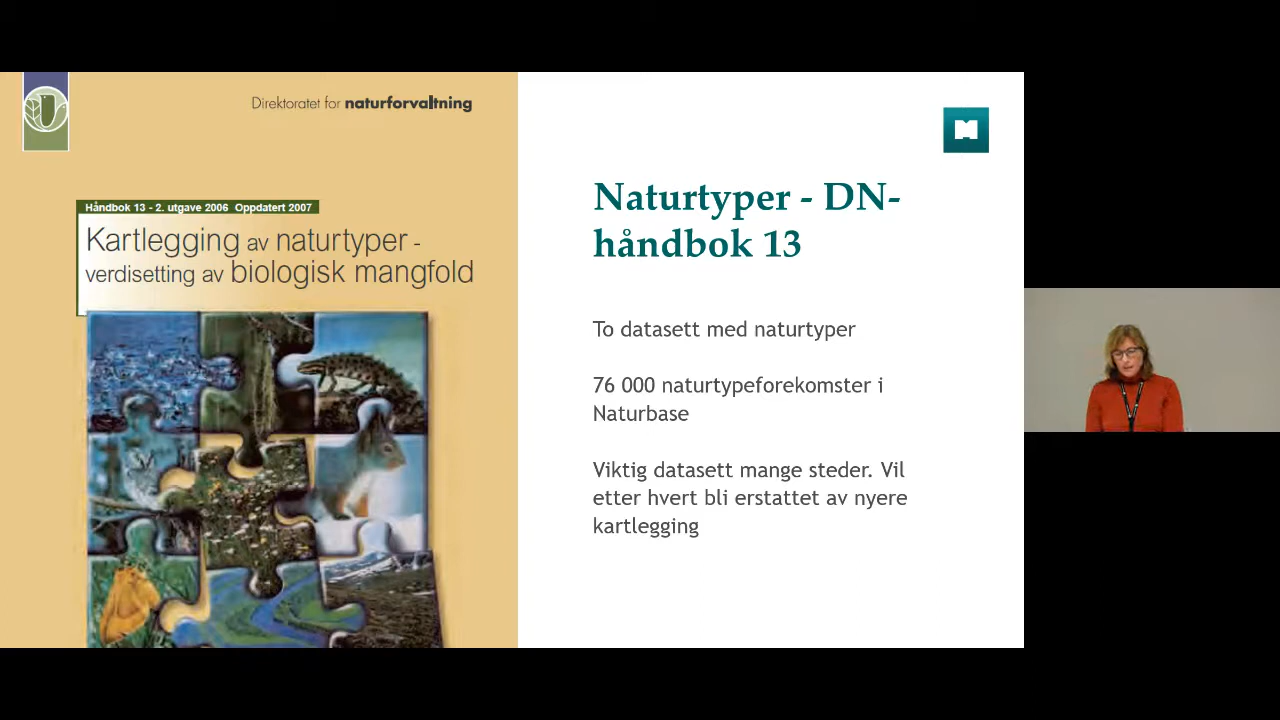 Direktoratet for naturforvaltning
Håndbok 13 - 2. utgave 2006 Oppdatert 2007
Kartlegging av naturtyper -
verdisetting av biologisk mangfold
Naturtyper - DN-
håndbok 13
To datasett med naturtyper
76 000 naturtypeforekomster i
Naturbase
Viktig datasett mange steder. Vil
etter hvert bli erstattet av nyere
kartlegging